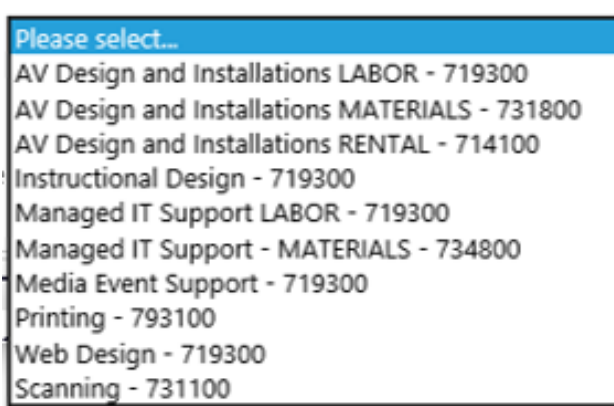 Please select...
AV Design and Installations LABOR - 719300
AV Design and Installations MATERIALS - 731800
AV Design and Installations RENTAL - 714100
Instructional Design - 719300
Managed IT Support LABOR - 719300
Managed IT Support - MATERIALS - 734800
Media Event Support - 719300
Printing - 793100
Web Design - 719300
Scanning - 731100